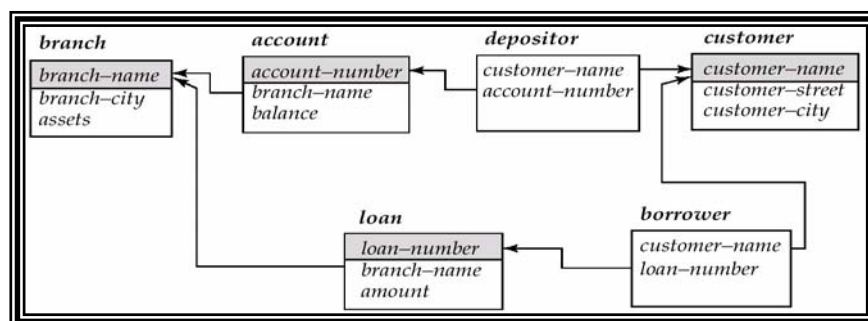 branch
branch–name
branch–city
assets
account
account–number
branch–name
balance
depositor
customer–name
account–number
customer
customer–name
customer–street
customer–city
loan
loan–number
branch–name
amount
borrower
customer–name
loan–number